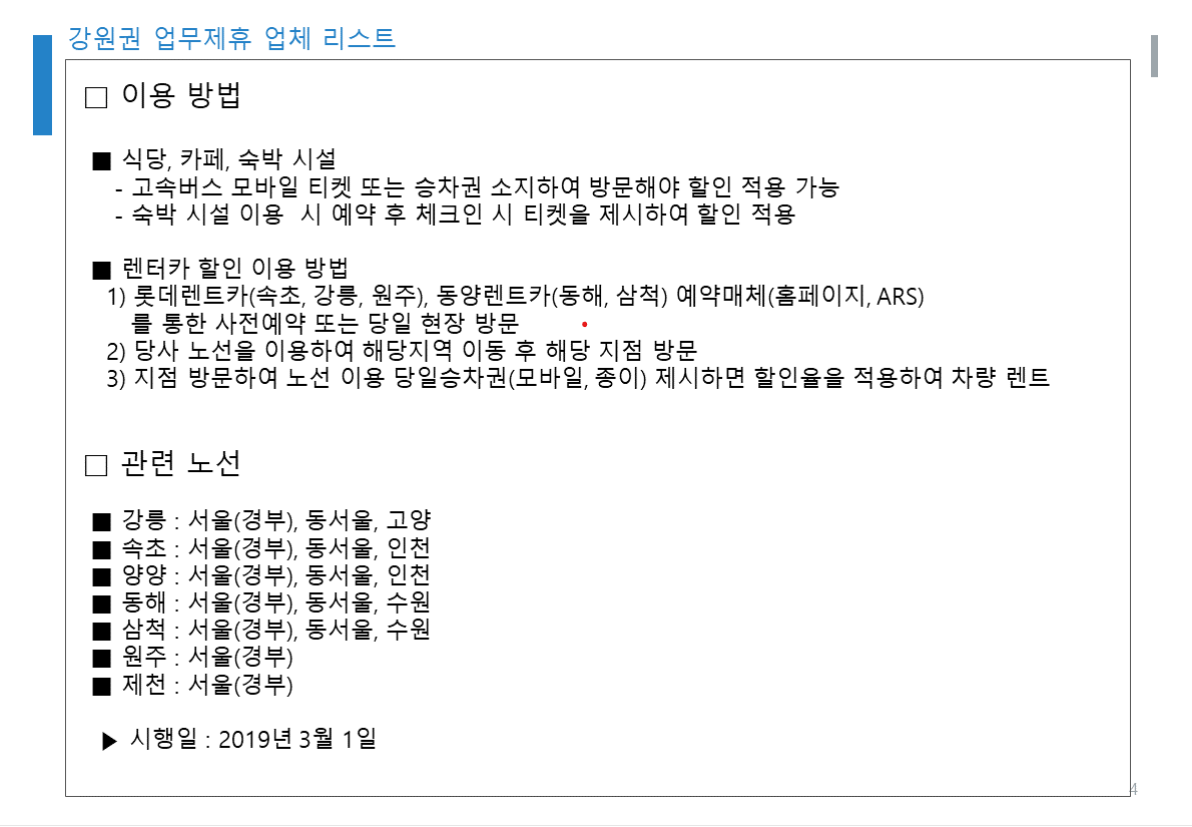 강원권 업무제휴 업체 리스트
□ 이용 방법
■ 식당, 카페, 숙박 시설
- 고속버스 모바일 티켓 또는 승차권 소지하여 방문해야 할인 적용 가능
- 숙박 시설 이용  시 예약 후 체크인 시 티켓을 제시하여 할인 적용
■ 렌터카 할인 이용 방법
1) 롯데렌트카(속초, 강릉, 원주), 동양렌트카(동해, 삼척) 예약매체(홈페이지, ARS)
를 통한 사전예약 또는 당일 현장 방문
2) 당사 노선을 이용하여 해당지역 이동 후 해당 지점 방문
3) 지점 방문하여 노선 이용 당일승차권(모바일, 종이) 제시하면 할인율을 적용하여 차량 렌트
□ 관련 노선
■ 강릉 : 서울(경부), 동서울, 고양
■ 속초 : 서울(경부), 동서울, 인천
■ 양양 : 서울(경부), 동서울, 인천
■ 동해 : 서울(경부), 동서울, 수원
■ 삼척 : 서울(경부), 동서울, 수원
■ 원주 : 서울(경부)
■ 제천 : 서울(경부)
▶ 시행일 : 2019년 3월 1일
4